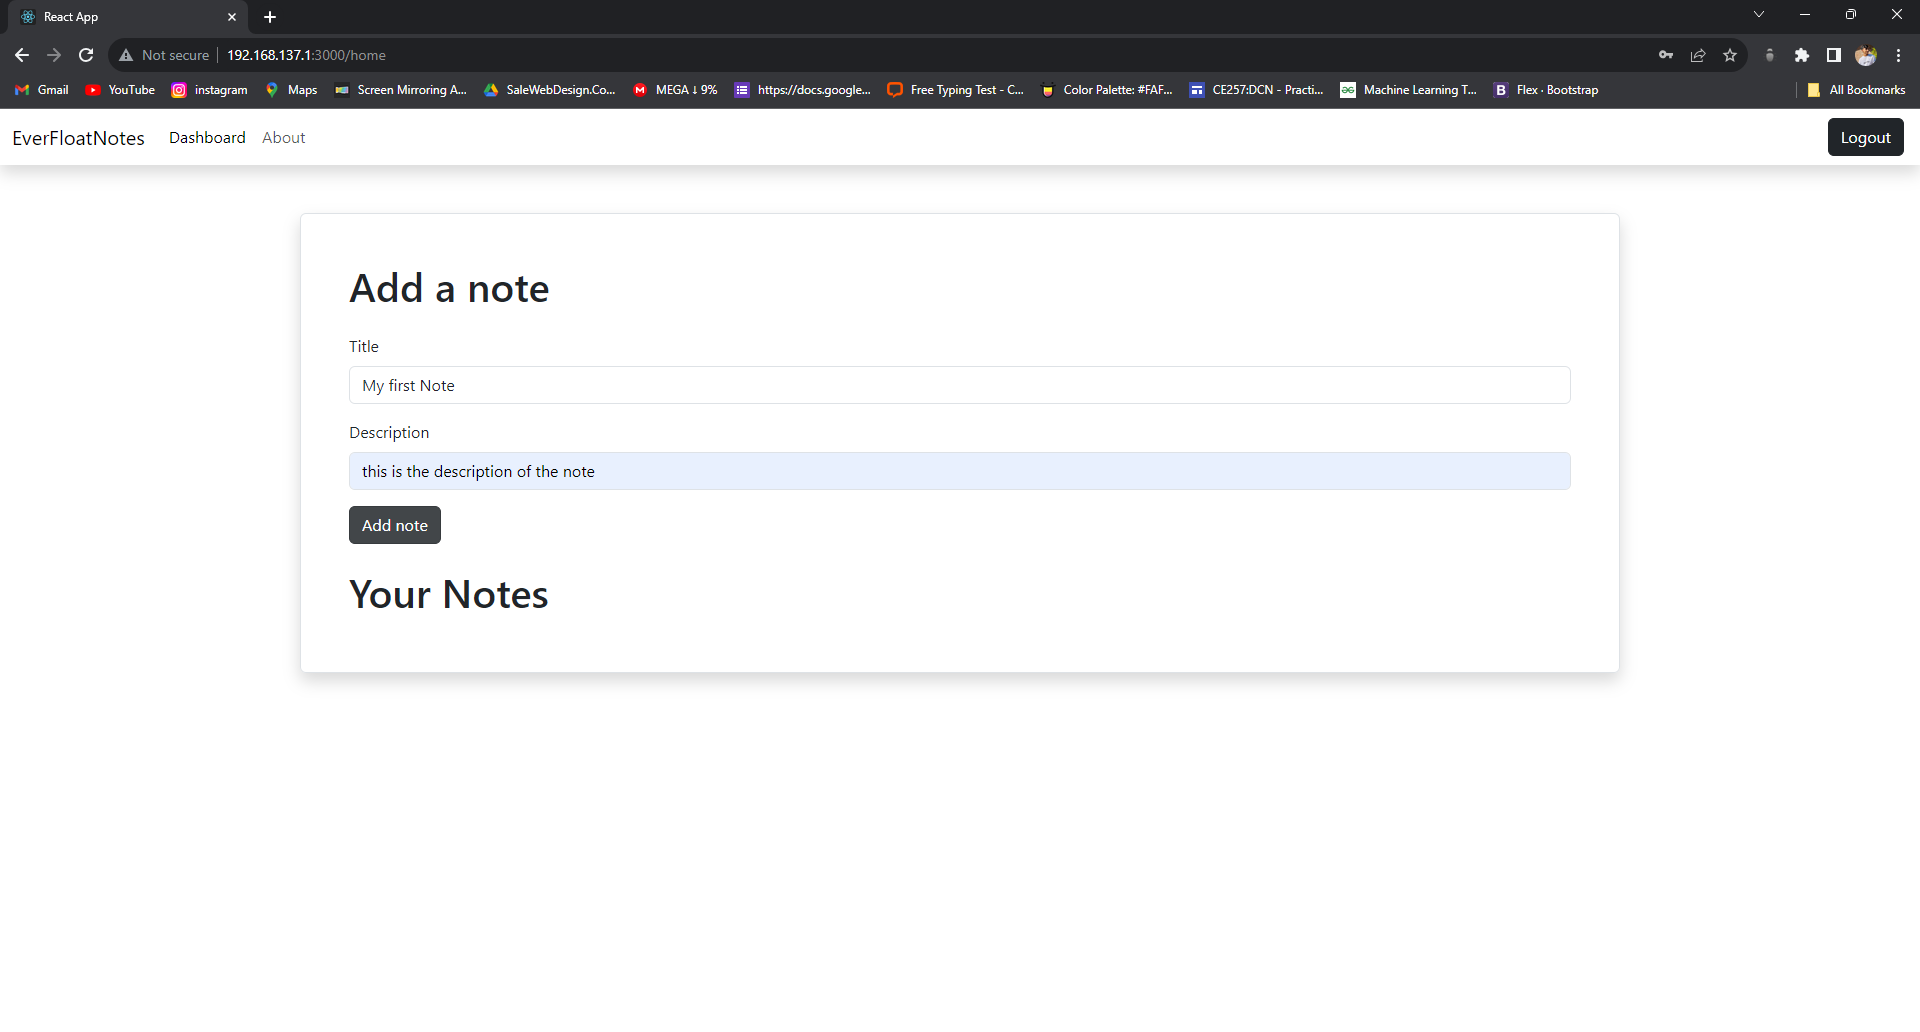 React App
Not secure 192.168.137.1:3000/home
Gmail YouTube instagram Maps Screen Mirroring A... SaleWebDesign.Co... MEGA ↓ 9% https://docs.google... Free Typing Test - C... Color Palette: #FAF... CE257:DCN - Practi... Machine Learning T... Flex · Bootstrap All Bookmarks
EverFloatNotes Dashboard About Logout
Add a note
Title
My first Note
Description
this is the description of the note
Add note
Your Notes